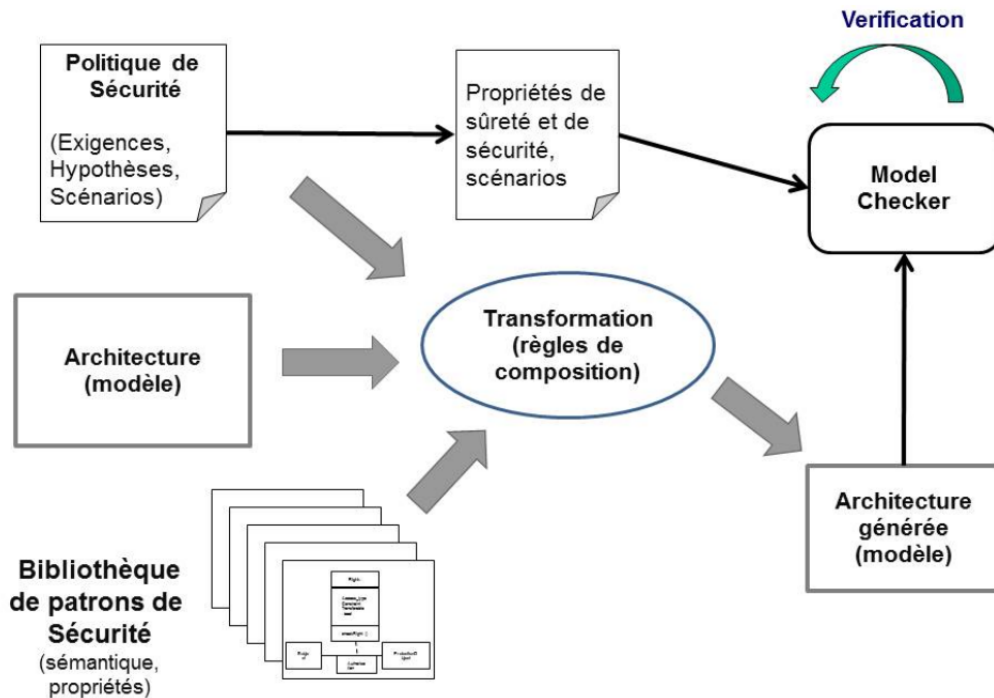 Verification
Politique de
Sécurité
(Exigences,
Hypothèses,
Scénarios)
Propriétés de
sûreté et de
sécurité,
scénarios
Model
Checker
Architecture
(modèle)
Transformation
(règles de
composition)
Architecture
générée
(modèle)
Bibliothèque
de patrons de
Sécurité
(sémantique,
propriétés)